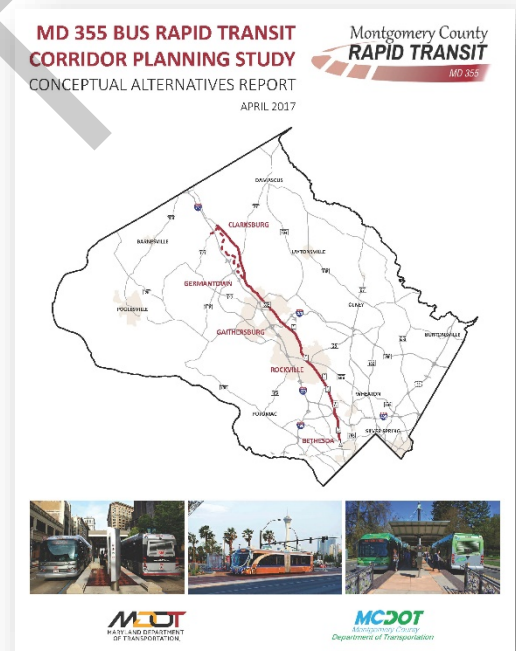 MD 355 BUS RAPID TRANSIT
CORRIDOR PLANNING STUDY
CONCEPTUAL ALTERNATIVES REPORT
APRIL 2017
Montgomery County
RAPID TRANSIT
MD 355
DAMASCUS
CLARKSBURG
BARNESVILLE
LAYTONSVILLE
GERMANTOWN
POOLESVILLE
OLNEY
GAITHERSBURG
BURTONSVILLE
ROCKVILLE
WHEATON
POTOMAC
SILVER SPRING
BETHESDA
MDOT
MARYLAND DEPARTMENT
OF TRANSPORTATION.
MCDOT
Montgomery County
Department of Transportation